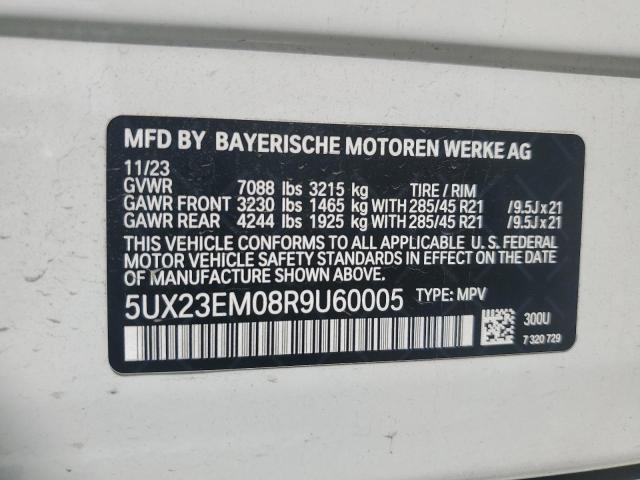 MFD BY BAYERISCHE MOTOREN WERKE AG
11/23
GVWR 7088 lbs 3215 kg TIRE / RIM
GAWR FRONT 3230 lbs 1465 kg WITH 285/45 R21 /9.5J x 21
GAWR REAR 4244 lbs 1925 kg WITH 285/45 R21 /9.5J x 21
THIS VEHICLE CONFORMS TO ALL APPLICABLE U. S. FEDERAL
MOTOR VEHICLE SAFETY STANDARDS IN EFFECT ON THE DATE
OF MANUFACTURE SHOWN ABOVE.
5UX23EM08R9U60005 TYPE: MPV
300U
7 320 729